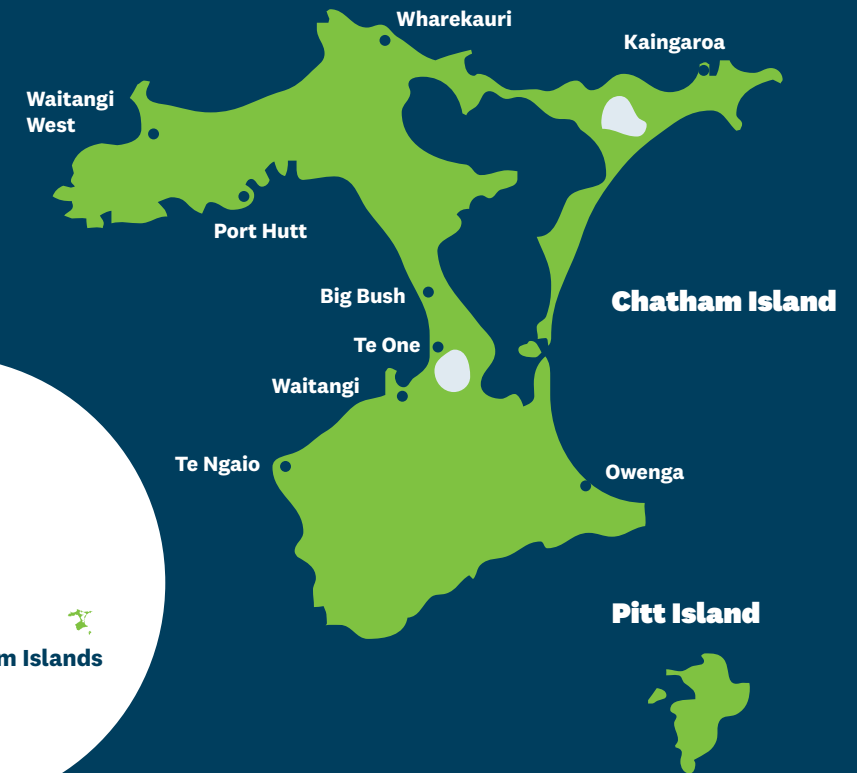 Wharekauri
Kaingaroa
Waitangi
West
Port Hutt
Big Bush
Chatham Island
Te One
Waitangi
Te Ngaio
Owenga
Pitt Island
m Islands